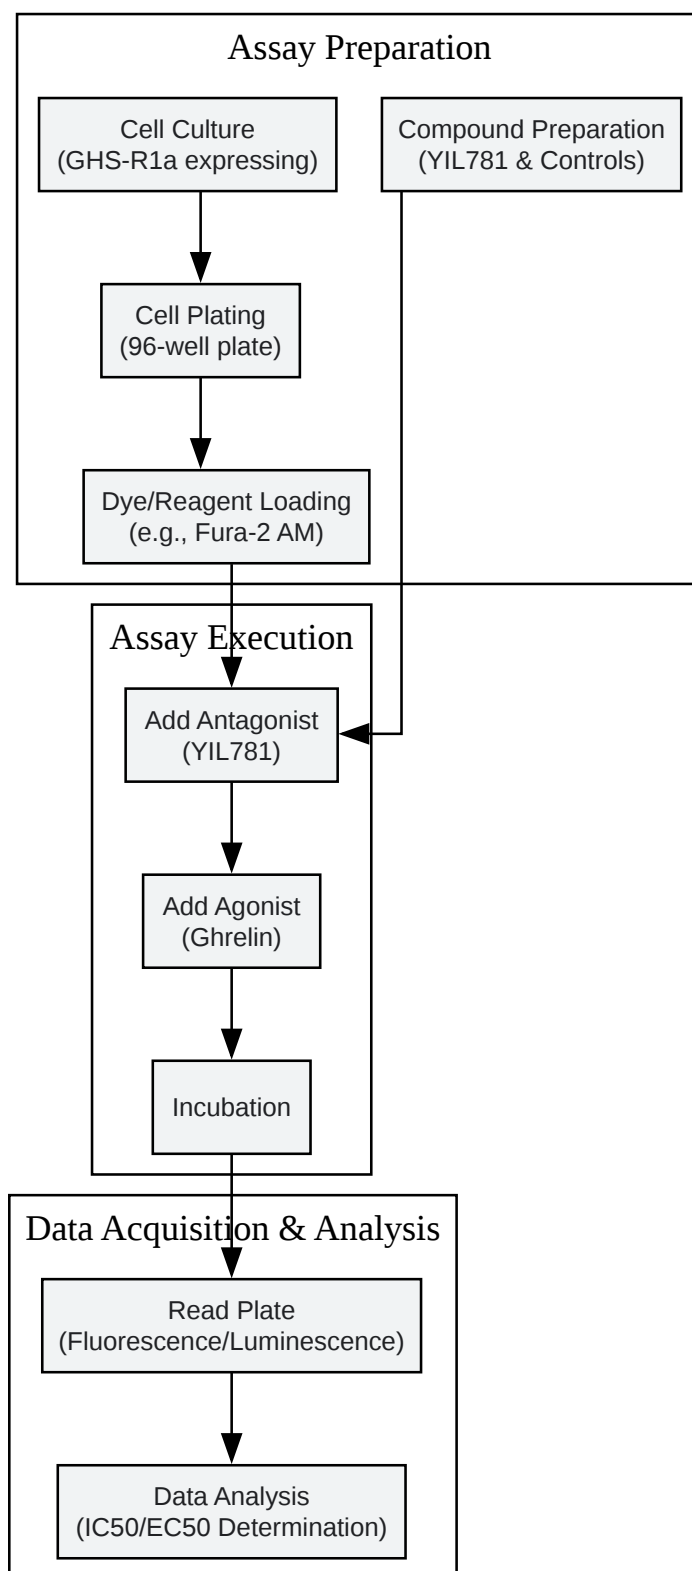 Assay Preparation
Cell Culture
(GHS-R1a expressing)
Compound Preparation
(YIL781 & Controls)
Cell Plating
(96-well plate)
Dye/Reagent Loading
(e.g., Fura-2 AM)
Assay Execution
Add Antagonist
(YIL781)
Add Agonist
(Ghrelin)
Incubation
Data Acquisition & Analysis
Read Plate
(Fluorescence/Luminescence)
Data Analysis
(IC50/EC50 Determination)